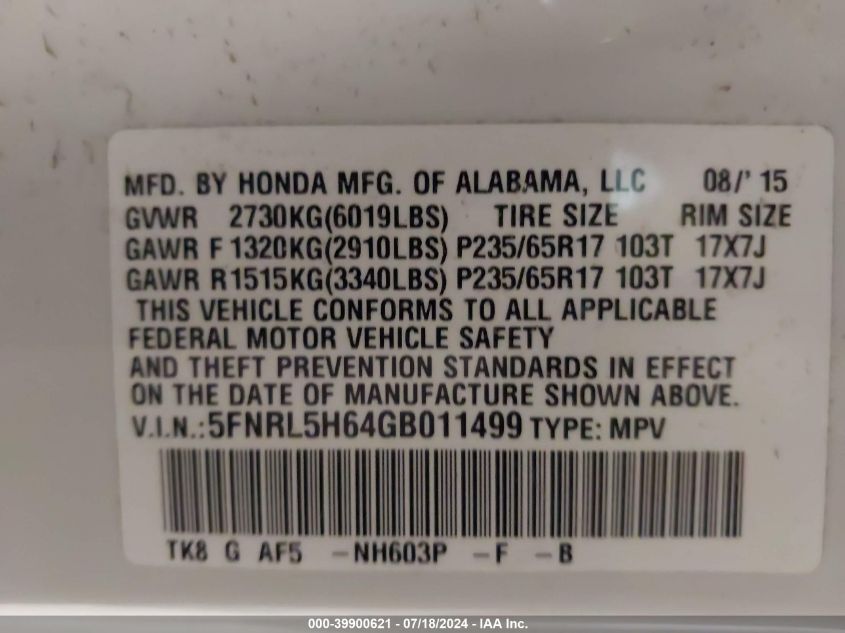 MFD. BY HONDA MFG. OF ALABAMA, LLC 08/' 15
GVWR 2730KG(6019LBS) TIRE SIZE RIM SIZE
GAWR F 1320KG(2910LBS) P235/65R17 103T 17X7J
GAWR R1515KG(3340LBS) P235/65R17 103T 17X7J
THIS VEHICLE CONFORMS TO ALL APPLICABLE
FEDERAL MOTOR VEHICLE SAFETY
AND THEFT PREVENTION STANDARDS IN EFFECT
ON THE DATE OF MANUFACTURE SHOWN ABOVE.
V.I.N.:5FNRL5H64GB011499 TYPE: MPV
TK8 G AF5 -NH603P -F -B
000-39900621 - 07/18/2024 - IAA Inc.